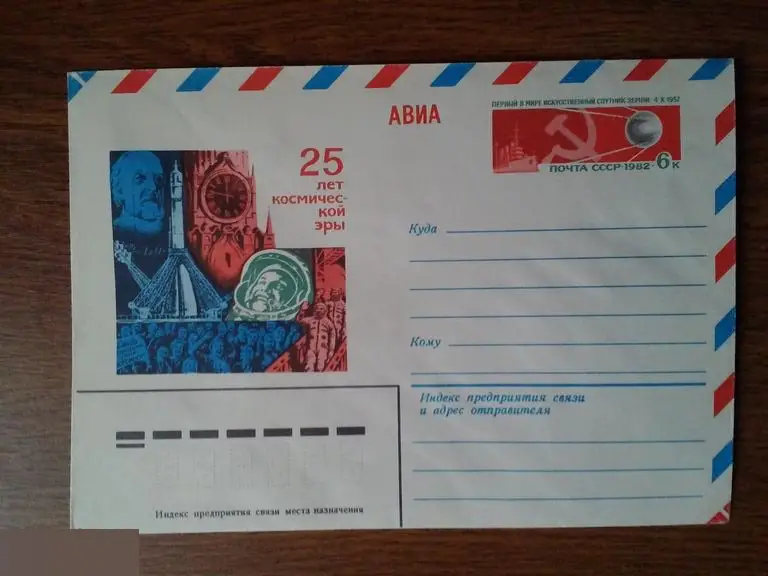 АВИА
ПЕРВЫЙ В МИРЕ ИСКУССТВЕННЫЙ СПУТНИК ЗЕМЛИ 4 X 1957
ПОЧТА СССР·1982·6 К
25
лет
космичес-
кой
эры
Куда
Кому
Индекс предприятия связи
и адрес отправителя
Индекс предприятия связи места назначения